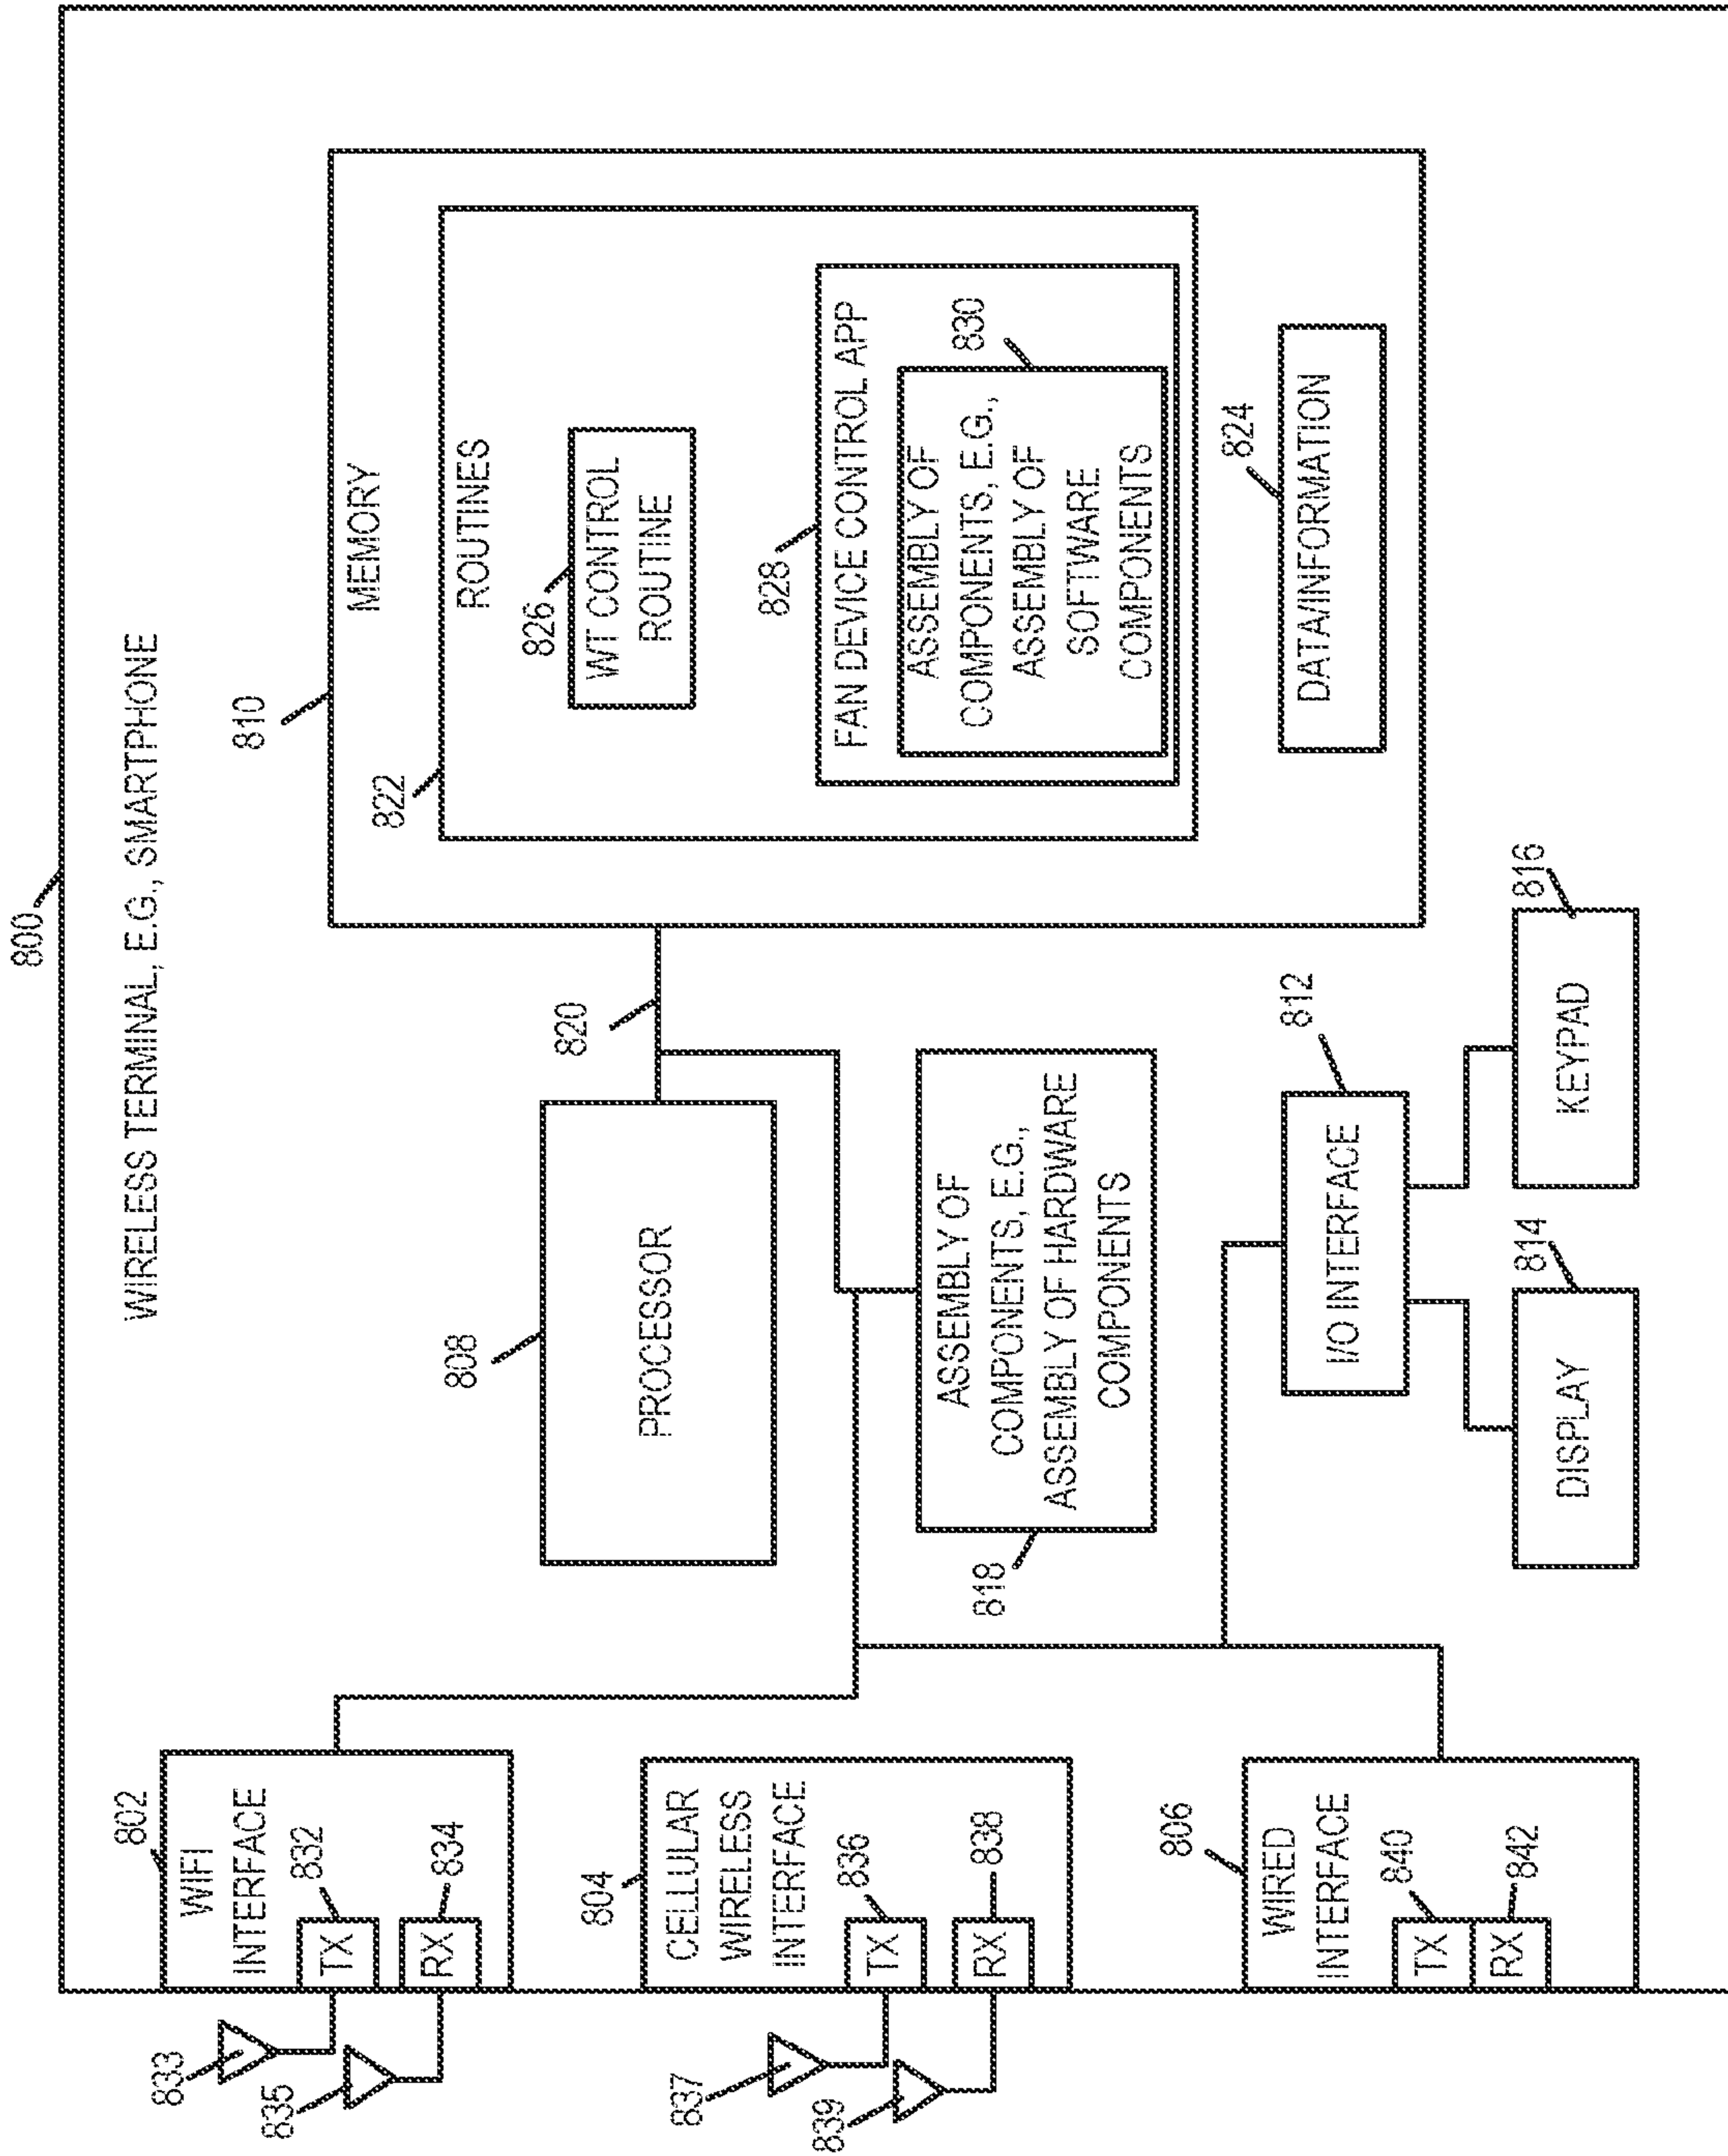 800
WIRELESS TERMINAL, E.G., SMARTPHONE
802
WIFI
INTERFACE
TX
832
RX
834
833
835
804
CELLULAR
WIRELESS
INTERFACE
TX
836
RX
838
837
839
806
WIRED
INTERFACE
TX
840
RX
842
808
PROCESSOR
820
ASSEMBLY OF
COMPONENTS, E.G.,
ASSEMBLY OF HARDWARE
COMPONENTS
818
812
I/O INTERFACE
814
DISPLAY
816
KEYPAD
810
MEMORY
822
ROUTINES
826
WT CONTROL
ROUTINE
828
FAN DEVICE CONTROL APP
830
ASSEMBLY OF
COMPONENTS, E.G.,
ASSEMBLY OF
SOFTWARE
COMPONENTS
824
DATA/INFORMATION